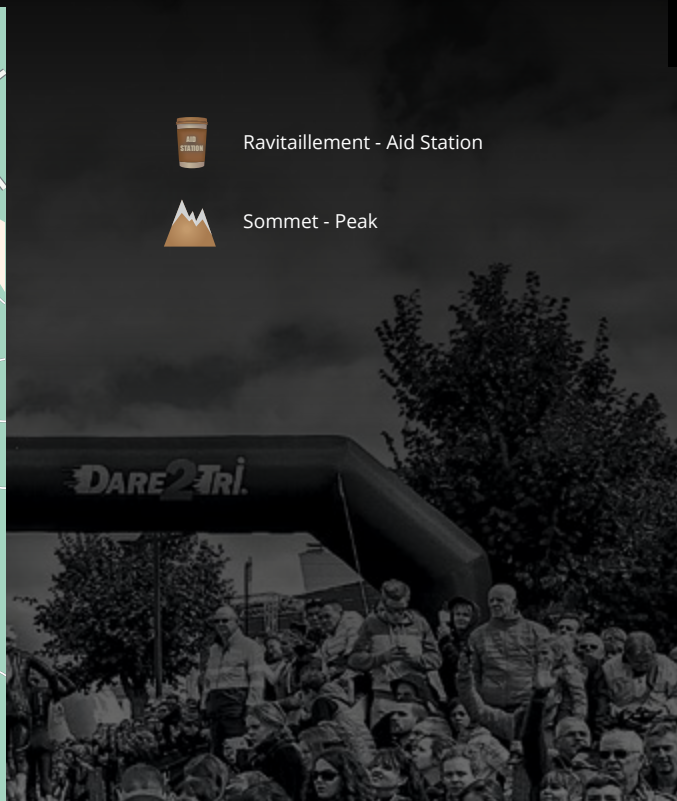 AID
STATION
Ravitaillement - Aid Station
Sommet - Peak
DARE2TRI.